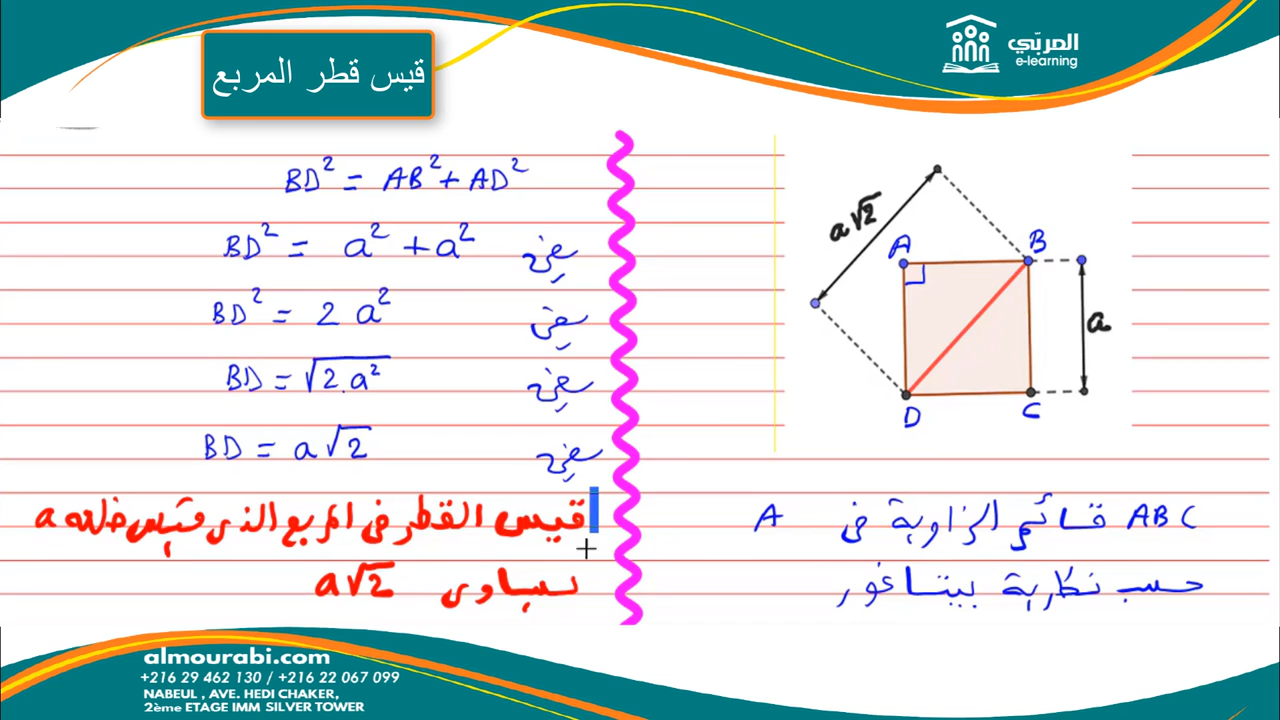 قيس قطر المربع
المربّي
e-learning
a√2
A
B
a
D
C
ABC قائم الزاوية في A
حسب نظرية بيتاغور
BD² = AB² + AD²
يعني BD² = a² + a²
يعني BD² = 2 a²
يعني BD = √2.a²
يعني BD = a√2
قيس القطر في المربع الذي قيس ضلعه a
يساوي a√2
almourabi.com
+216 29 462 130 / +216 22 067 099
NABEUL , AVE. HEDI CHAKER,
2ème ETAGE IMM SILVER TOWER